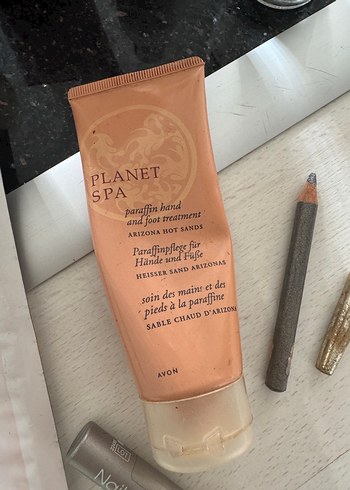 PLANET
SPA
paraffin hand
and foot treatment
ARIZONA HOT SANDS
Paraffinpflege für
Hände und Füße
HEISSER SAND ARIZONAS
soin des mains et des
pieds à la paraffine
SABLE CHAUD D'ARIZONA
AVON
Nail